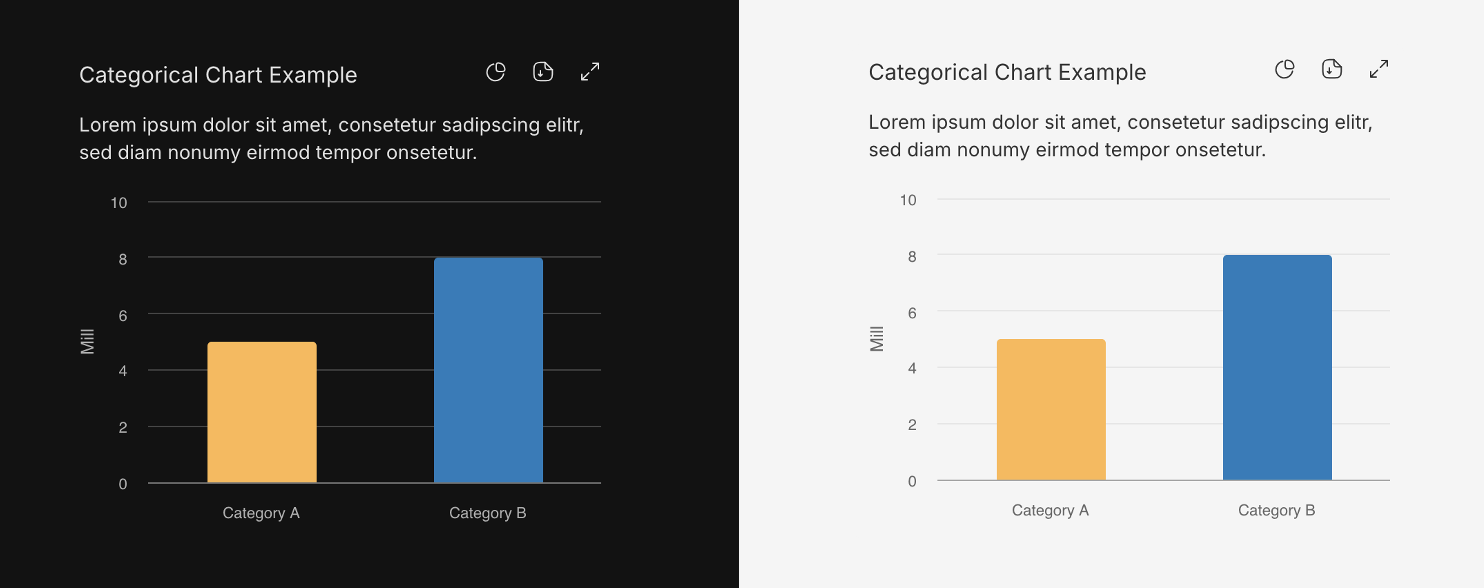 Categorical Chart Example
Lorem ipsum dolor sit amet, consetetur sadipscing elitr,
sed diam nonumy eirmod tempor onsetetur.
10
8
6
4
2
0
Mill
Category A
Category B
Categorical Chart Example
Lorem ipsum dolor sit amet, consetetur sadipscing elitr,
sed diam nonumy eirmod tempor onsetetur.
10
8
6
4
2
0
Mill
Category A
Category B